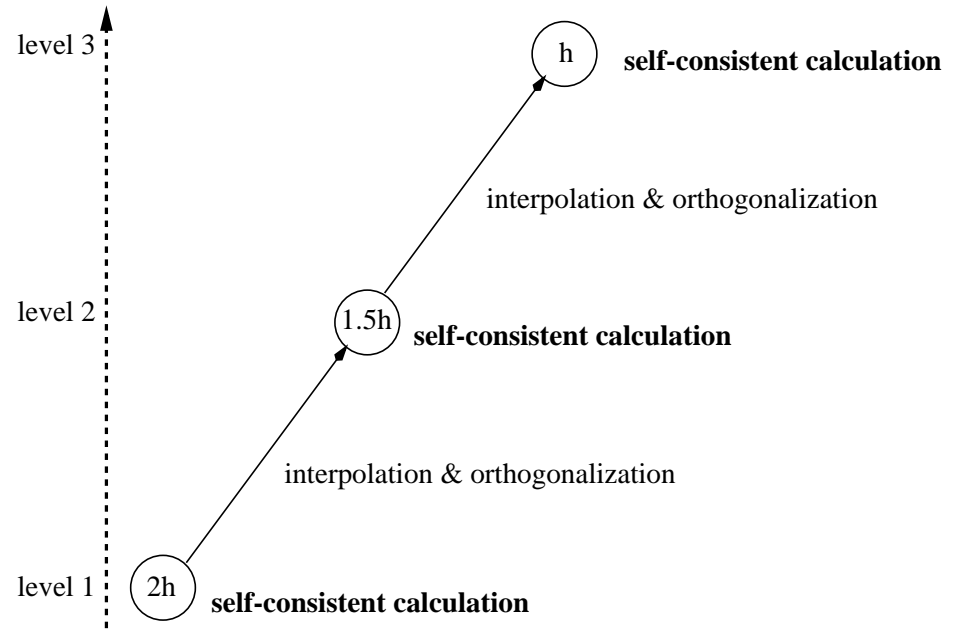 level 3
h
self-consistent calculation
interpolation & orthogonalization
level 2
1.5h
self-consistent calculation
interpolation & orthogonalization
level 1
2h
self-consistent calculation